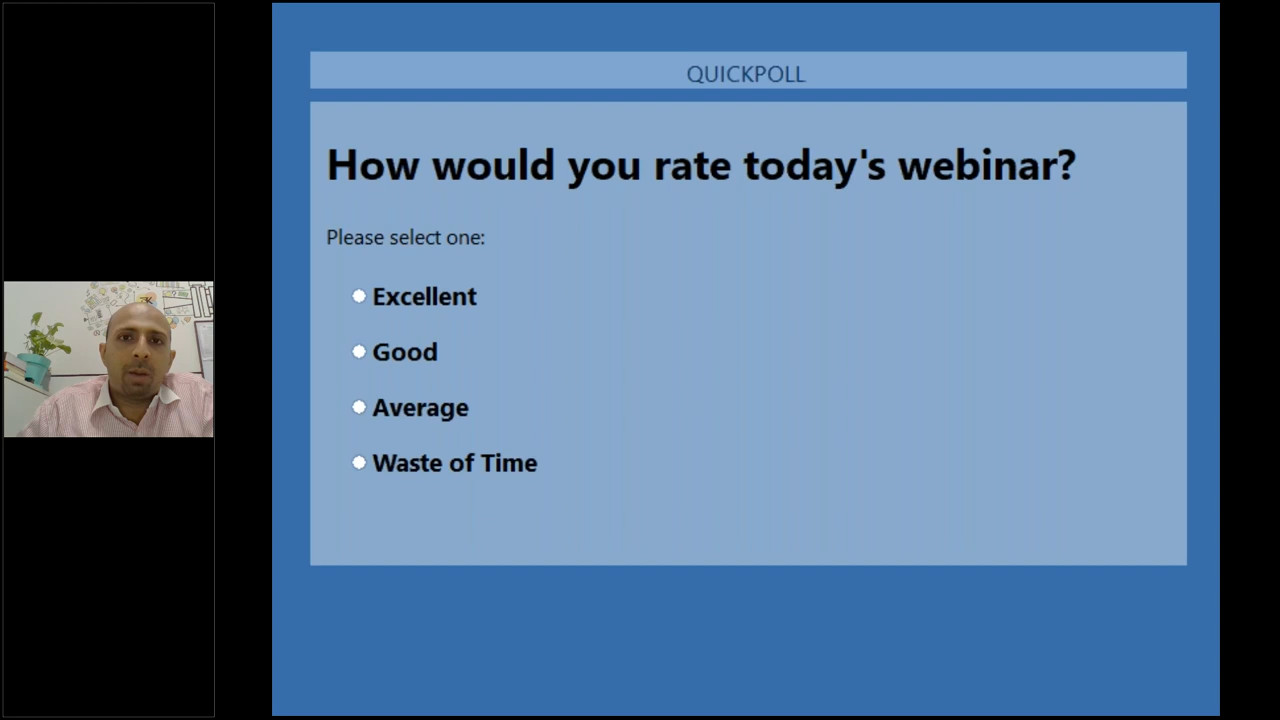 QUICKPOLL
How would you rate today's webinar?
Please select one:
Excellent
Good
Average
Waste of Time